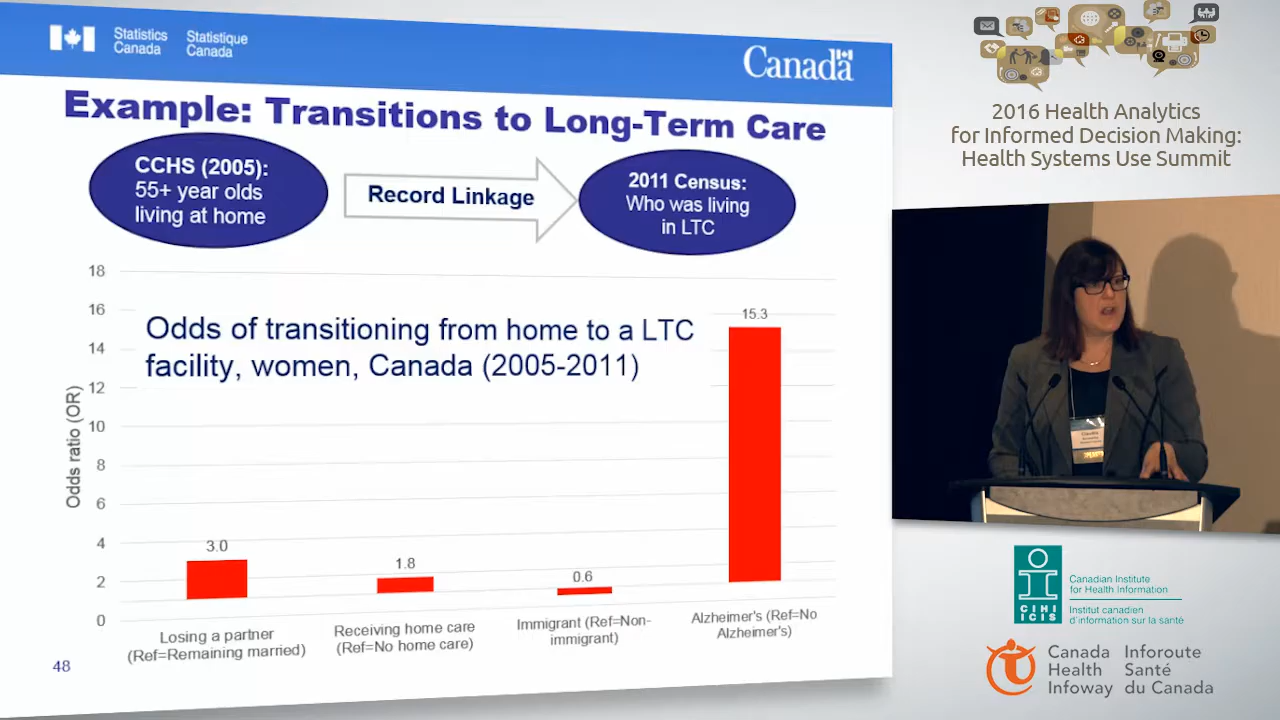 Statistics
Canada
Statistique
Canada
Canada
Example: Transitions to Long-Term Care
CCHS (2005):
55+ year olds
living at home
Record Linkage
2011 Census:
Who was living
in LTC
Odds of transitioning from home to a LTC
facility, women, Canada (2005-2011)
Odds ratio (OR)
18
16
14
12
10
8
6
4
2
0
3.0
1.8
0.6
15.3
Losing a partner
(Ref=Remaining married)
Receiving home care
(Ref=No home care)
Immigrant (Ref=Non-
immigrant)
Alzheimer's (Ref=No
Alzheimer's)
48
2016 Health Analytics
for Informed Decision Making:
Health Systems Use Summit
Claudia
CIHI
ICIS
Canadian Institute
for Health Information
Institut canadien
d'information sur la santé
Canada
Health
Infoway
Inforoute
Santé
du Canada